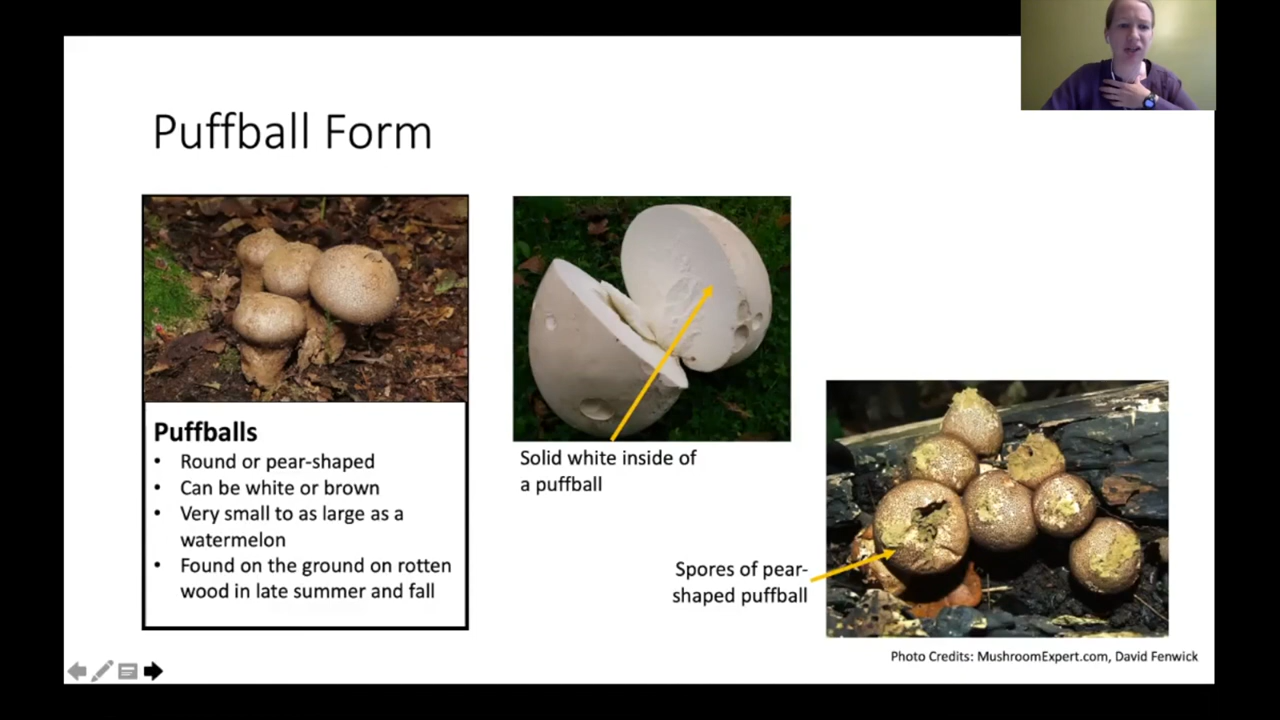 Puffball Form
Puffballs
• Round or pear-shaped
• Can be white or brown
• Very small to as large as a
watermelon
• Found on the ground on rotten
wood in late summer and fall
Solid white inside of
a puffball
Spores of pear-
shaped puffball
Photo Credits: MushroomExpert.com, David Fenwick